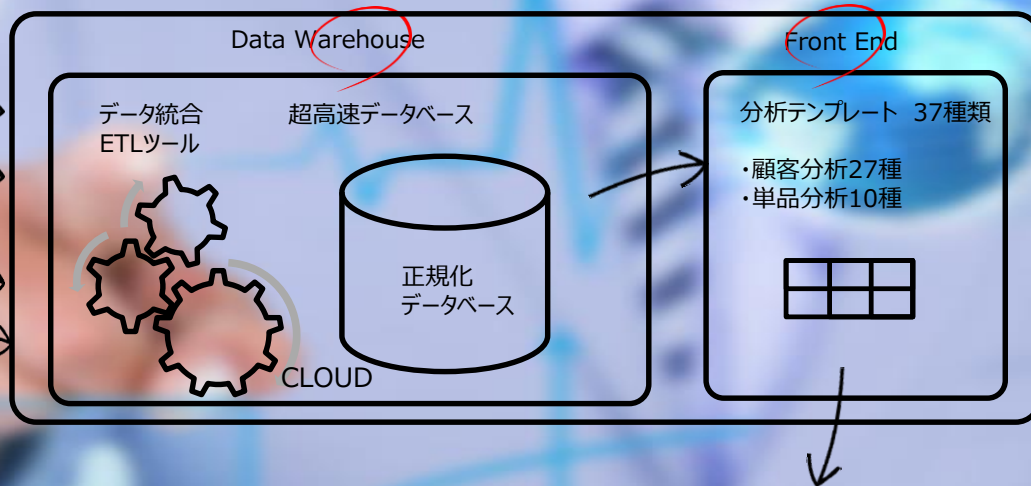 Data Warehouse
データ統合
ETLツール
超高速データベース
正規化
データベース
CLOUD
Front End
分析テンプレート 37種類
・顧客分析27種
・単品分析10種